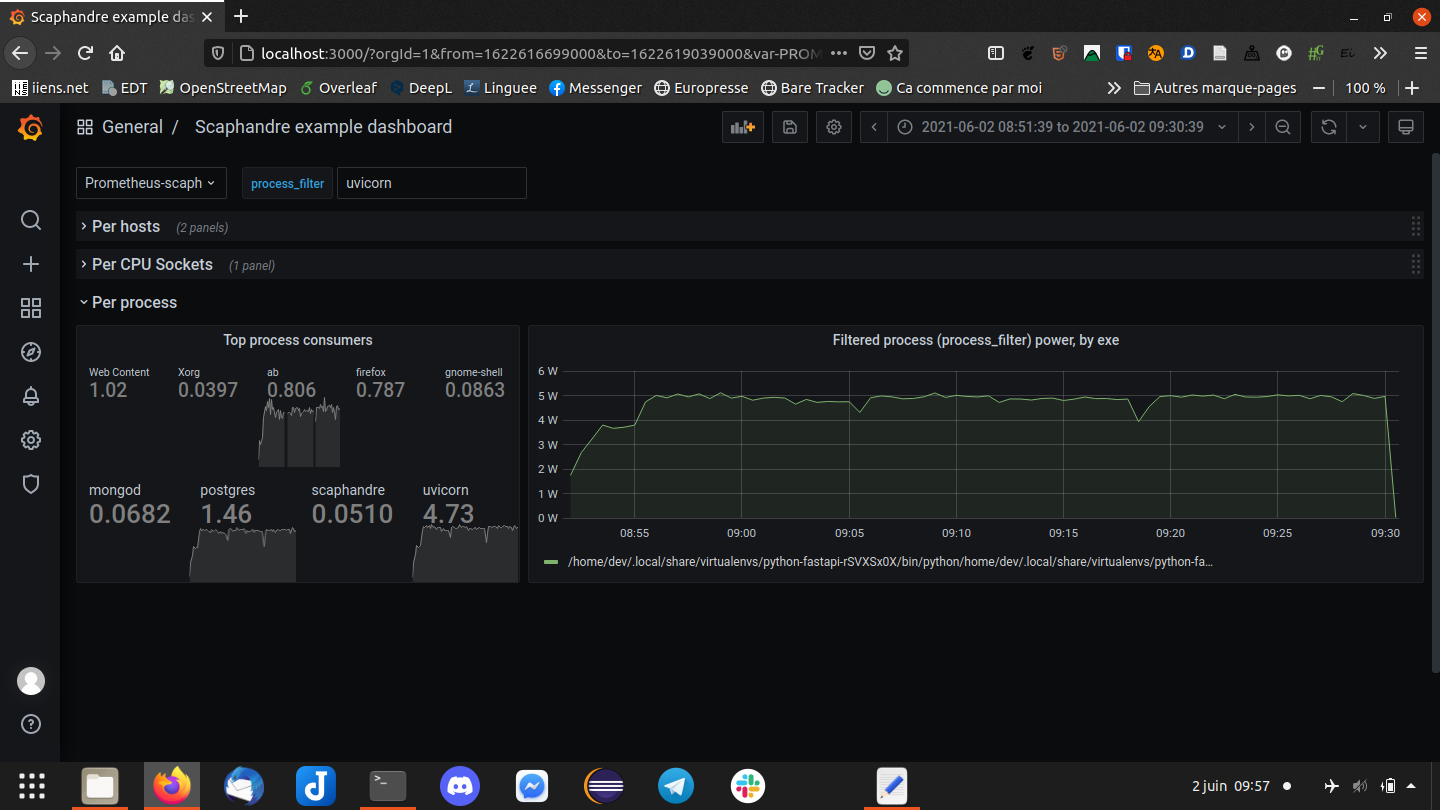 Scaphandre example das
localhost:3000/?orgId=1&from=1622616699000&to=1622619039000&var-PROM
iiens.net EDT OpenStreetMap Overleaf DeepL Linguee Messenger Europresse Bare Tracker Ca commence par moi Autres marque-pages 100 %
General / Scaphandre example dashboard 2021-06-02 08:51:39 to 2021-06-02 09:30:39
Prometheus-scaph process_filter uvicorn
Per hosts (2 panels)
Per CPU Sockets (1 panel)
Per process
Top process consumers
Web Content Xorg ab firefox gnome-shell
1.02 0.0397 0.806 0.787 0.0863
mongod postgres scaphandre uvicorn
0.0682 1.46 0.0510 4.73
Filtered process (process_filter) power, by exe
6 W
5 W
4 W
3 W
2 W
1 W
0 W
08:55 09:00 09:05 09:10 09:15 09:20 09:25 09:30
/home/dev/.local/share/virtualenvs/python-fastapi-rSVXSx0X/bin/python/home/dev/.local/share/virtualenvs/python-fa...
2 juin 09:57